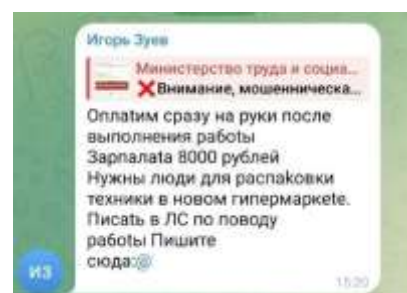 Игорь Зуев
Министерство труда и социа...
❌Внимание, мошенническа...
Оплатим сразу на руки после
выполнения работы
Зарпалата 8000 рублей
Нужны люди для распаковки
техники в новом гипермаркете.
Писать в ЛС по поводу
работы Пишите
сюда:@
15:20
ИЗ